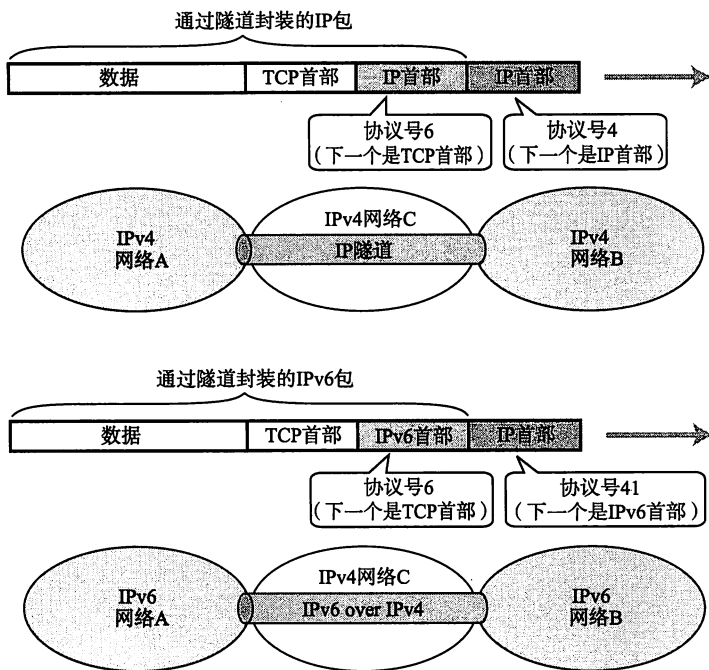 通过隧道封装的IP包
数据 TCP首部 IP首部 IP首部
协议号6
（下一个是TCP首部）
协议号4
（下一个是IP首部）
IPv4
网络A
IPv4网络C
IP隧道
IPv4
网络B
通过隧道封装的IPv6包
数据 TCP首部 IPv6首部 IP首部
协议号6
（下一个是TCP首部）
协议号41
（下一个是IPv6首部）
IPv6
网络A
IPv4网络C
IPv6 over IPv4
IPv6
网络B